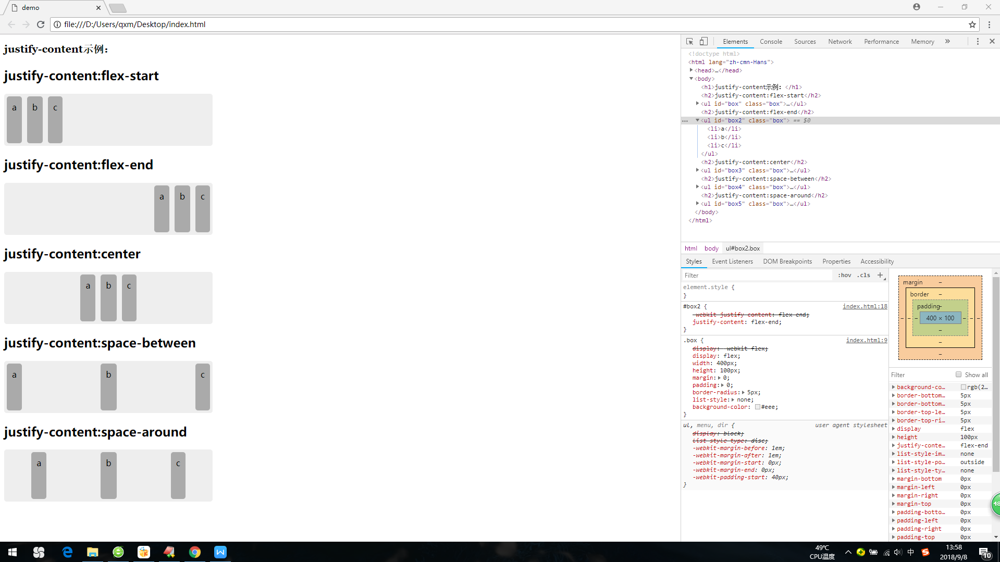 demo
file:///D:/Users/qxm/Desktop/index.html
justify-content示例：
justify-content:flex-start
a b c
justify-content:flex-end
a b c
justify-content:center
a b c
justify-content:space-between
a b c
justify-content:space-around
a b c
Elements Console Sources Network Performance Memory »
<!doctype html>
<html lang="zh-cmn-Hans">
<head>…</head>
<body>
<h1>justify-content示例：</h1>
<h2>justify-content:flex-start</h2>
<ul id="box" class="box">…</ul>
<h2>justify-content:flex-end</h2>
… <ul id="box2" class="box"> == $0
<li>a</li>
<li>b</li>
<li>c</li>
</ul>
<h2>justify-content:center</h2>
<ul id="box3" class="box">…</ul>
<h2>justify-content:space-between</h2>
<ul id="box4" class="box">…</ul>
<h2>justify-content:space-around</h2>
<ul id="box5" class="box">…</ul>
</body>
</html>
html body ul#box2.box
Styles Event Listeners DOM Breakpoints Properties Accessibility
Filter :hov .cls +
element.style {
}
#box2 { index.html:18
-webkit-justify-content: flex-end;
justify-content: flex-end;
}
.box { index.html:9
display: -webkit-flex;
display: flex;
width: 400px;
height: 100px;
margin: 0;
padding: 0;
border-radius: 5px;
list-style: none;
background-color: #eee;
}
ul, menu, dir { user agent stylesheet
display: block;
list-style-type: disc;
-webkit-margin-before: 1em;
-webkit-margin-after: 1em;
-webkit-margin-start: 0px;
-webkit-margin-end: 0px;
-webkit-padding-start: 40px;
}
margin –
border –
padding –
– – – 400 × 100 – – –
–
–
–
Filter Show all
background-co… rgb(2…
border-bottom… 5px
border-bottom… 5px
border-top-le… 5px
border-top-ri… 5px
display flex
height 100px
justify-conte… flex-end
list-style-im… none
list-style-po… outside
list-style-ty… none
margin-bottom 0px
margin-left 0px
margin-right 0px
margin-top 0px
padding-botto… 0px
padding-left 0px
padding-right 0px
padding-top 0px
48
49℃
CPU温度
中
13:58
2018/9/8
10